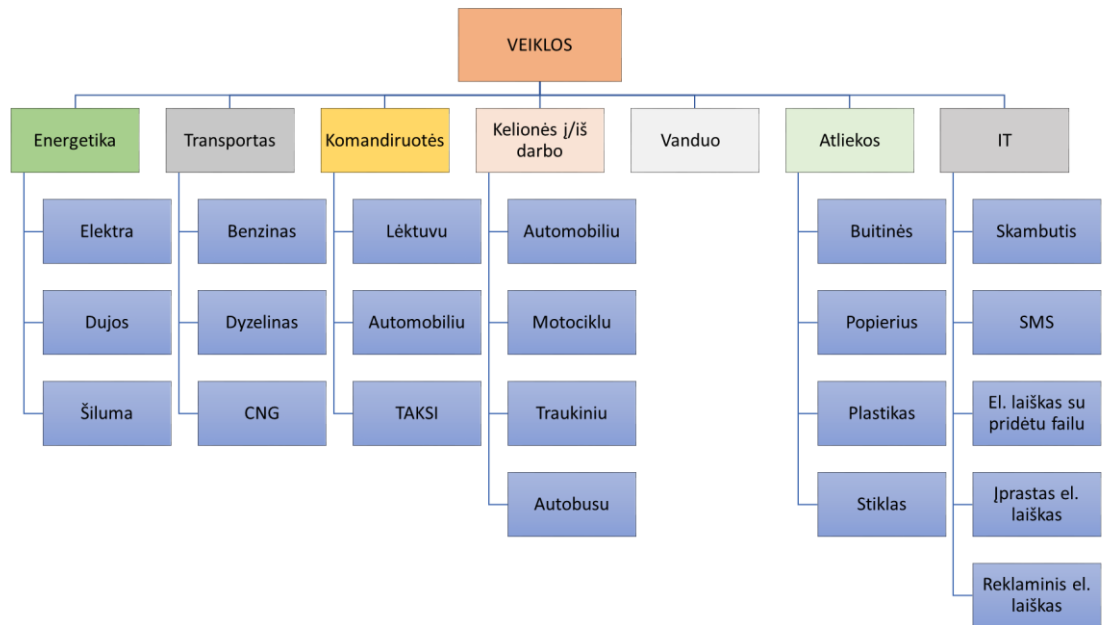 VEIKLOS
Energetika
Transportas
Komandiruotės
Kelionės į/iš
darbo
Vanduo
Atliekos
IT
Elektra
Benzinas
Lėktuvu
Automobiliu
Buitinės
Skambutis
Dujos
Dyzelinas
Automobiliu
Motociklu
Popierius
SMS
Šiluma
CNG
TAKSI
Traukiniu
Plastikas
El. laiškas su
pridėtu failu
Autobusu
Stiklas
Įprastas el.
laiškas
Reklaminis el.
laiškas